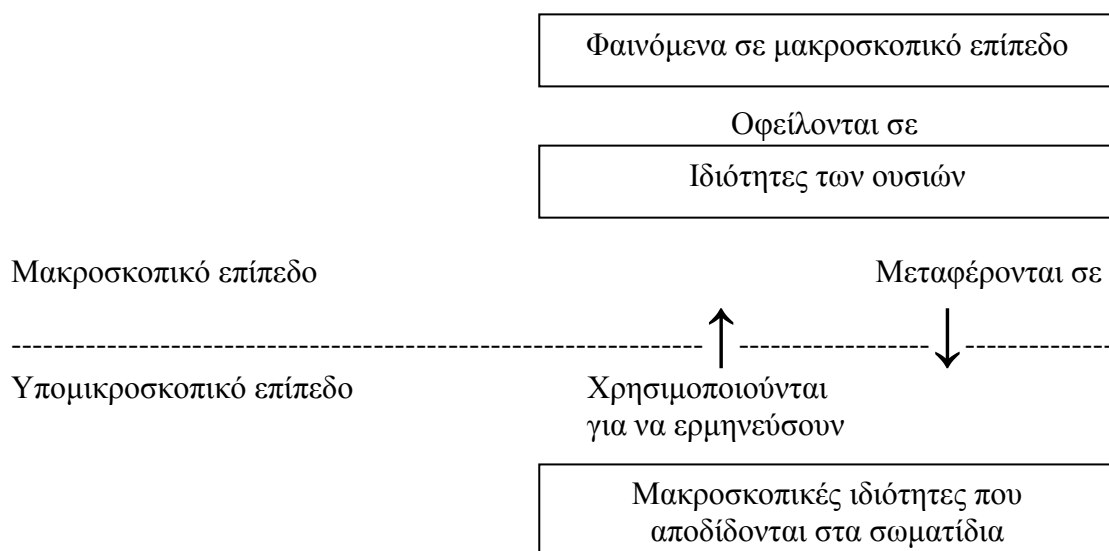 Φαινόμενα σε μακροσκοπικό επίπεδο
Οφείλονται σε
Ιδιότητες των ουσιών
Μακροσκοπικό επίπεδο
Μεταφέρονται σε
Υπομικροσκοπικό επίπεδο
Χρησιμοποιούνται
για να ερμηνεύσουν
Μακροσκοπικές ιδιότητες που
αποδίδονται στα σωματίδια